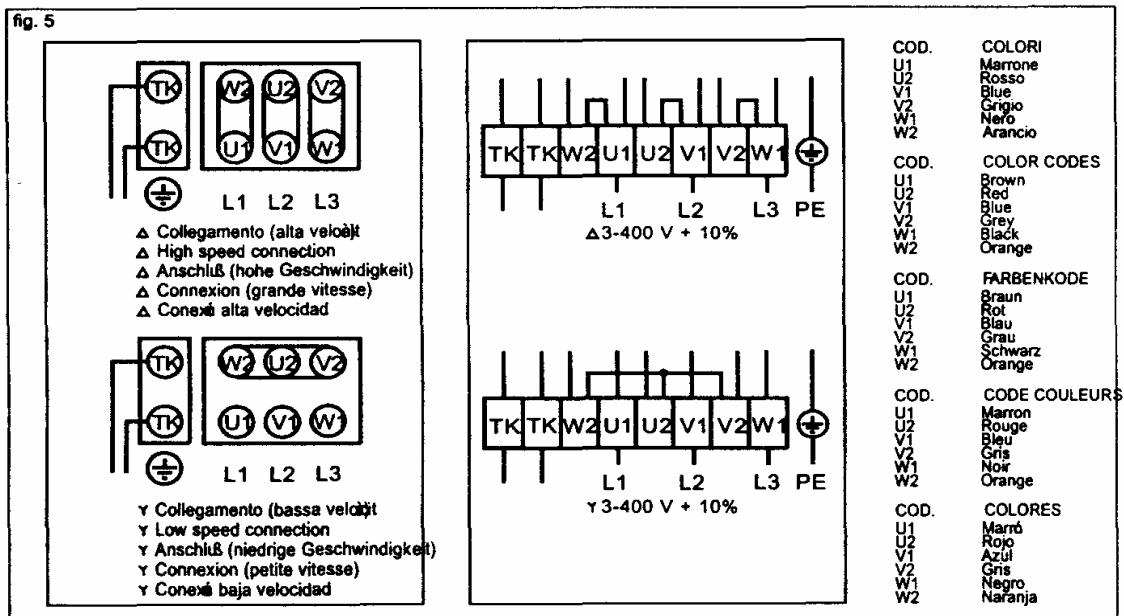 fig. 5
TK W2 U2 V2
TK U1 V1 W1
L1 L2 L3
Δ Collegamento (alta veloàit
Δ High speed connection
Δ Anschluß (hohe Geschwindigkeit)
Δ Connexion (grande vitesse)
Δ alta velocidad
TK W2 U2 V2
TK U1 V1 W1
L1 L2 L3
Y Collegamento (bassa
Y Low speed connection
Y Anschluß (niedrige Geschwindigkeit)
Y Connexion (petite vitesse)
Y baja velocidad
TK TK W2 U1 U2 V1 V2 W1
L1 L2 L3 PE
Δ3-400 V + 10%
TK TK W2 U1 U2 V1 V2 W1
L1 L2 L3 PE
Y 3-400 V + 10%
COD. COLORI
U1 Marrone
U2 Rosso
V1 Blue
V2 Grigio
W1 Nero
W2 Arancio
COD. COLOR CODES
U1 Brown
U2 Red
V1 Blue
V2 Grey
W1 Black
W2 Orange
COD. FARBENKODE
U1 Braun
U2 Rot
V1 Blau
V2 Grau
W1 Schwarz
W2 Orange
COD. CODE COULEURS
U1 Marron
U2 Rouge
V1 Bleu
V2 Gris
W1 Noir
W2 Orange
COD. COLORES
U1 Marró
U2 Rojo
V1 Azul
V2 Gris
W1 Negro
W2 Naranja